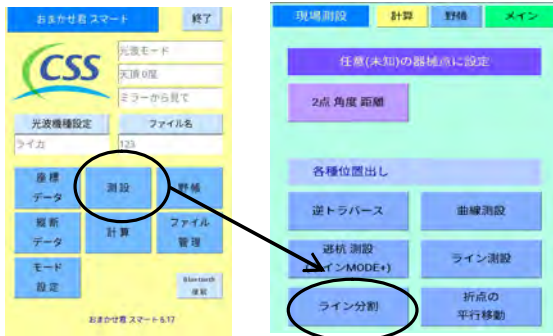 おまかせ君 スマート
終了
CSS
光波モード
天頂 0度
ミラーから見て
光波機種設定
ファイル名
ライカ
123
座標
データ
測設
野帳
縦断
データ
計算
ファイル
管理
モード
設定
Bluetooth
接続
おまかせ君 スマート 6.17
現場測設
計算
野帳
メイン
任意(未知)の器械点に設定
2点 角度 距離
各種位置出し
逆トラバース
曲線測設
逃杭 測設
インMODE+)
ライン測設
ライン分割
折点の
平行移動